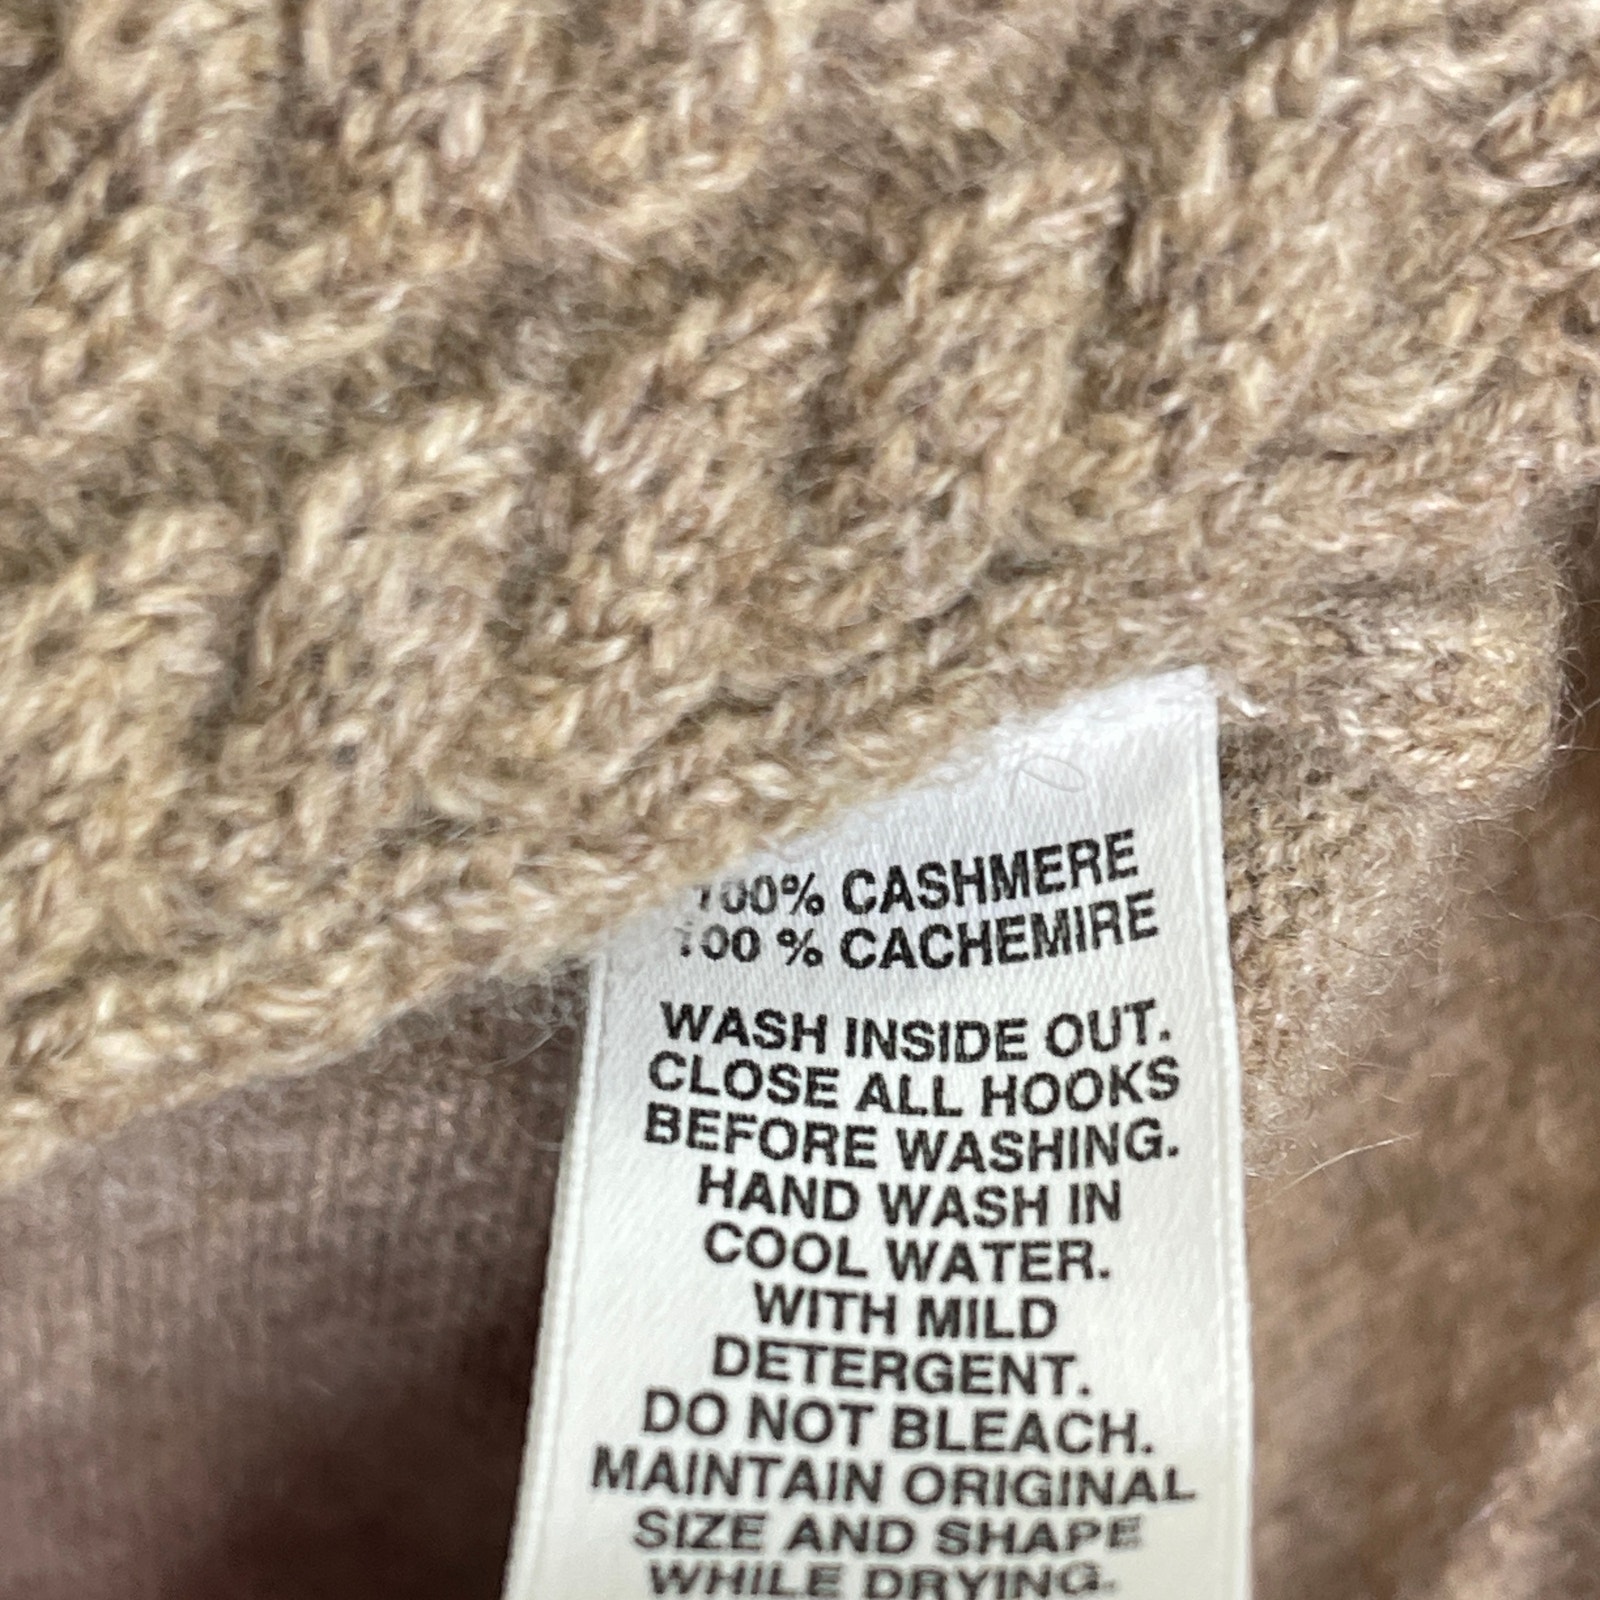 100% CASHMERE
100 % CACHEMIRE
WASH INSIDE OUT.
CLOSE ALL HOOKS
BEFORE WASHING.
HAND WASH IN
COOL WATER.
WITH MILD
DETERGENT.
DO NOT BLEACH.
MAINTAIN ORIGINAL
SIZE AND SHAPE
WHILE DRYING.